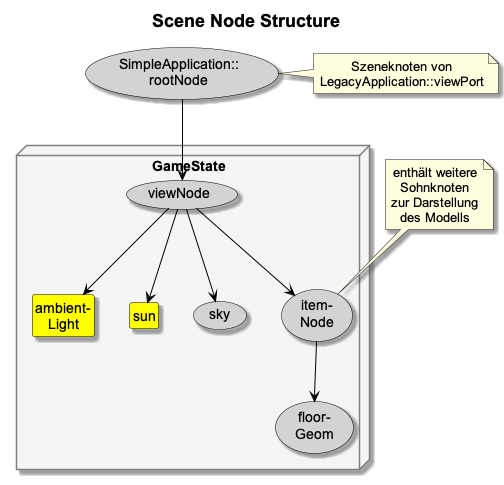 Scene Node Structure
SimpleApplication::
rootNode
Szeneknoten von
LegacyApplication::viewPort
GameState
viewNode
enthält weitere
Sohnknoten
zur Darstellung
des Modells
ambient-
Light
sun
sky
item-
Node
floor-
Geom